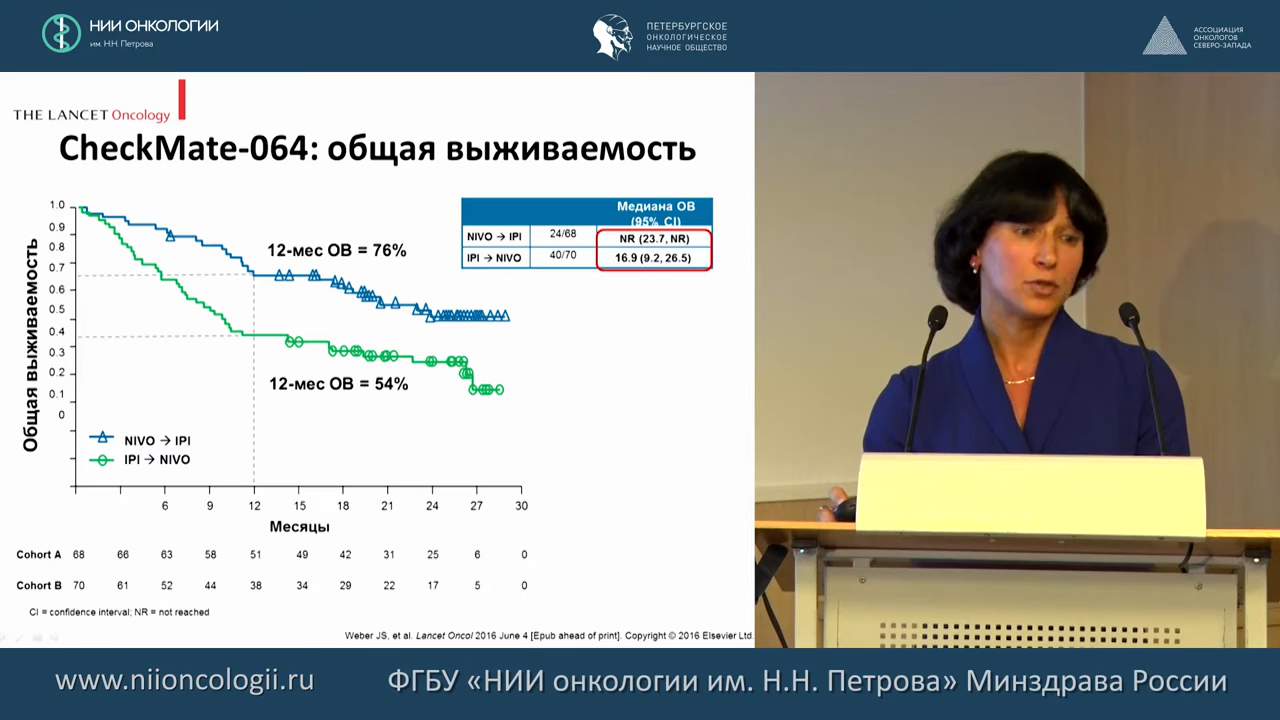 НИИ ОНКОЛОГИИ
им. Н.Н. Петрова
ПЕТЕРБУРГСКОЕ
ОНКОЛОГИЧЕСКОЕ
НАУЧНОЕ ОБЩЕСТВО
АССОЦИАЦИЯ
ОНКОЛОГОВ
СЕВЕРО-ЗАПАДА
THE LANCET Oncology
CheckMate-064: общая выживаемость
Общая выживаемость
1.0
0.9
0.8
0.7
0.6
0.5
0.4
0.3
0.2
0.1
0
12-мес ОВ = 76%
12-мес ОВ = 54%
Медиана ОВ
(95% CI)
NIVO → IPI 24/68 NR (23.7, NR)
IPI → NIVO 40/70 16.9 (9.2, 26.5)
NIVO → IPI
IPI → NIVO
6 9 12 15 18 21 24 27 30
Месяцы
Cohort A 68 66 63 58 51 49 42 31 25 6 0
Cohort B 70 61 52 44 38 34 29 22 17 5 0
CI = confidence interval; NR = not reached
Weber JS, et al. Lancet Oncol 2016 June 4 [Epub ahead of print]. Copyright © 2016 Elsevier Ltd.
www.niioncologii.ru
ФГБУ «НИИ онкологии им. Н.Н. Петрова» Минздрава России